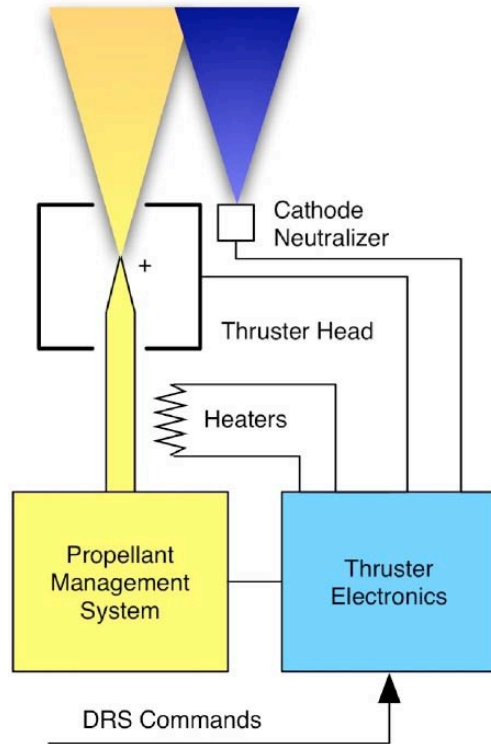 +
Cathode
Neutralizer
Thruster Head
Heaters
Propellant
Management
System
Thruster
Electronics
DRS Commands